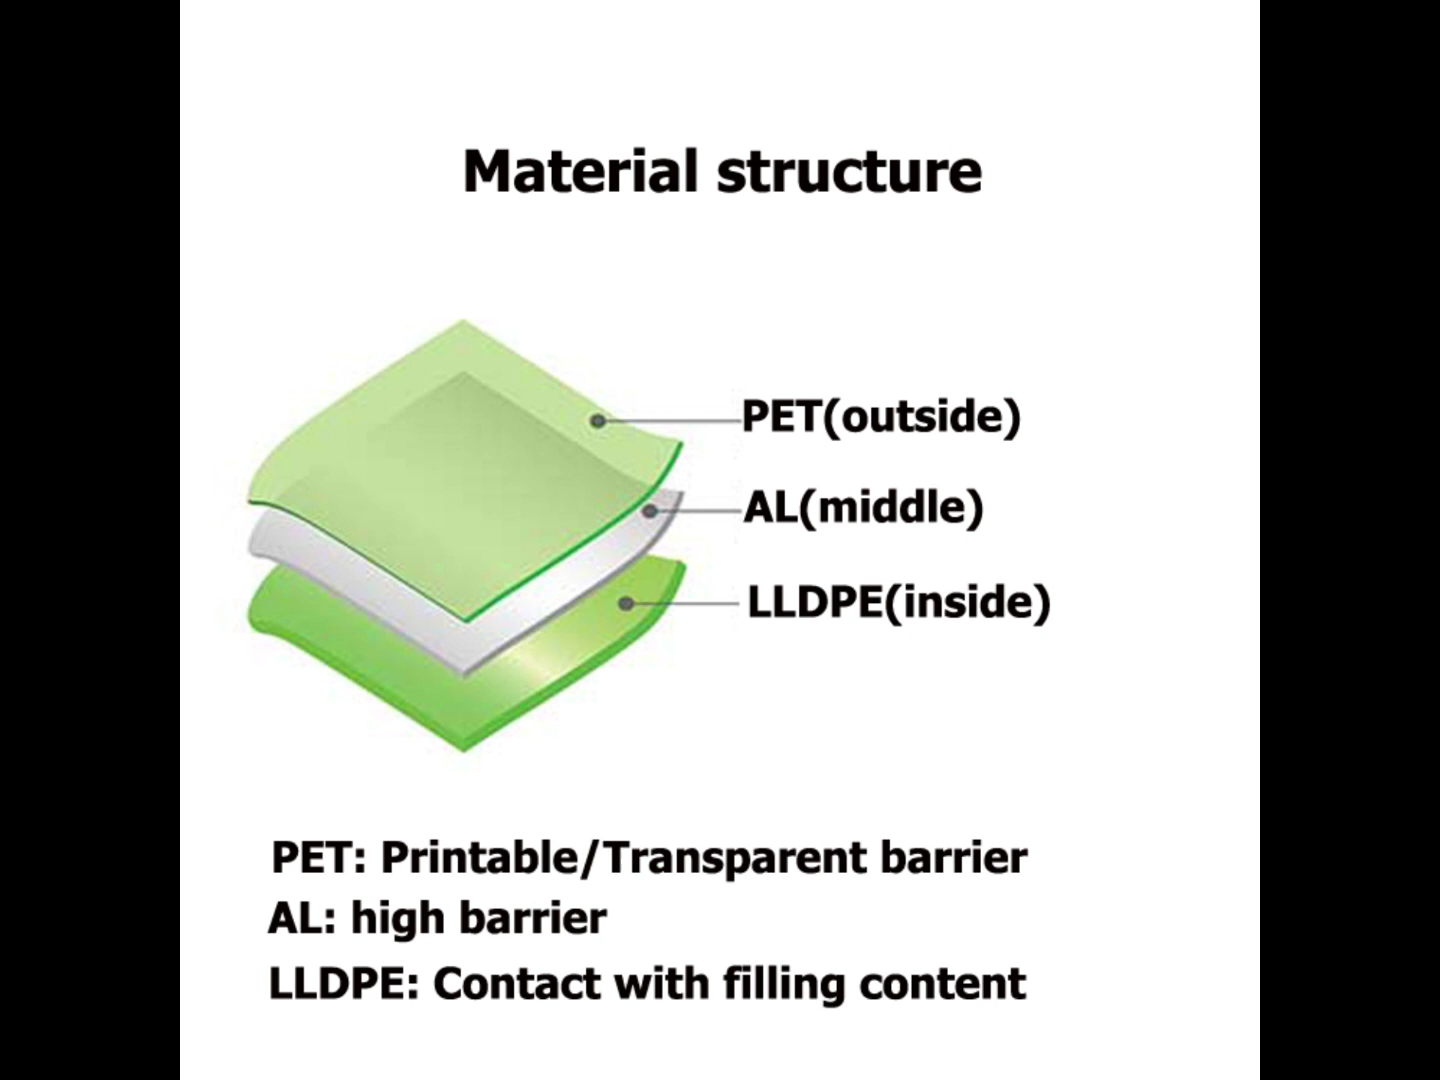 Material structure
PET(outside)
AL(middle)
LLDPE(inside)
PET: Printable/Transparent barrier
AL: high barrier
LLDPE: Contact with filling content